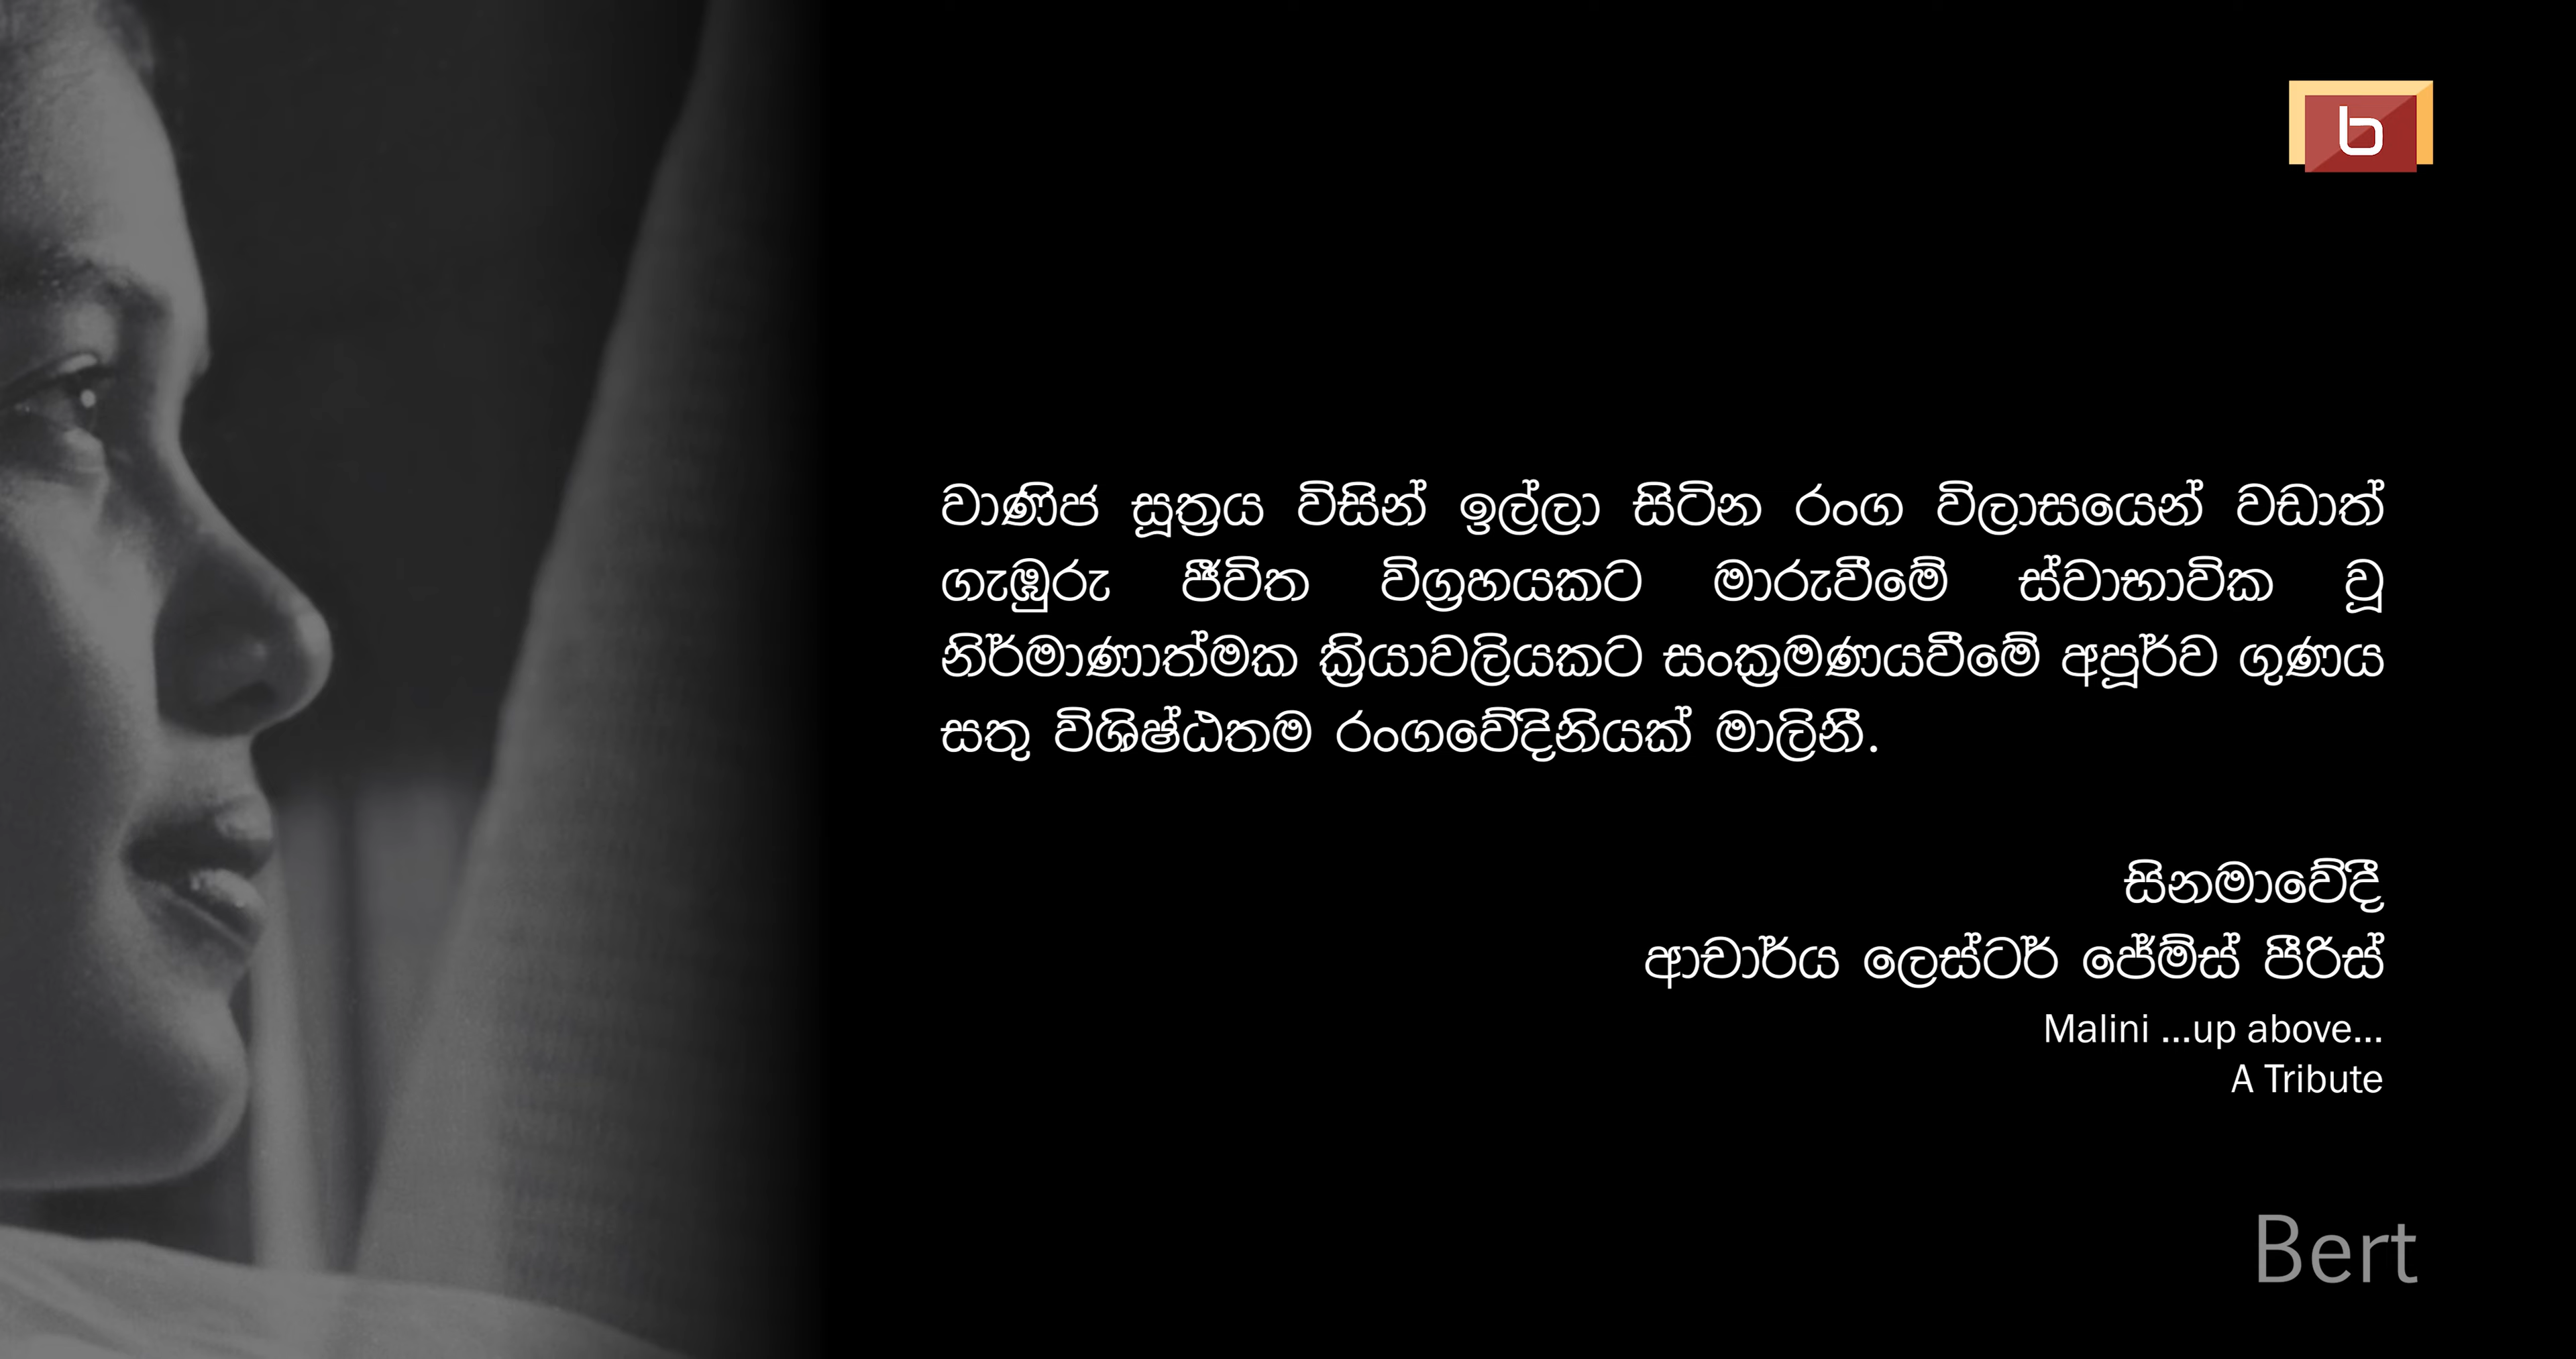 b
වාණිජ සූත්‍රය විසින් ඉල්ලා සිටින රංග විලාසයෙන් වඩාත්
ගැඹුරු ජීවිත විග්‍රහයකට මාරුවීමේ ස්වාභාවික වූ
නිර්මාණාත්මක ක්‍රියාවලියකට සංක්‍රමණයවීමේ අපූර්ව ගුණය
සතු විශිෂ්ඨතම රංගවේදිනියක් මාලිනී.
සිනමාවේදී
ආචාර්ය ලෙස්ටර් ජේම්ස් පීරිස්
Malini ...up above...
A Tribute
Bert